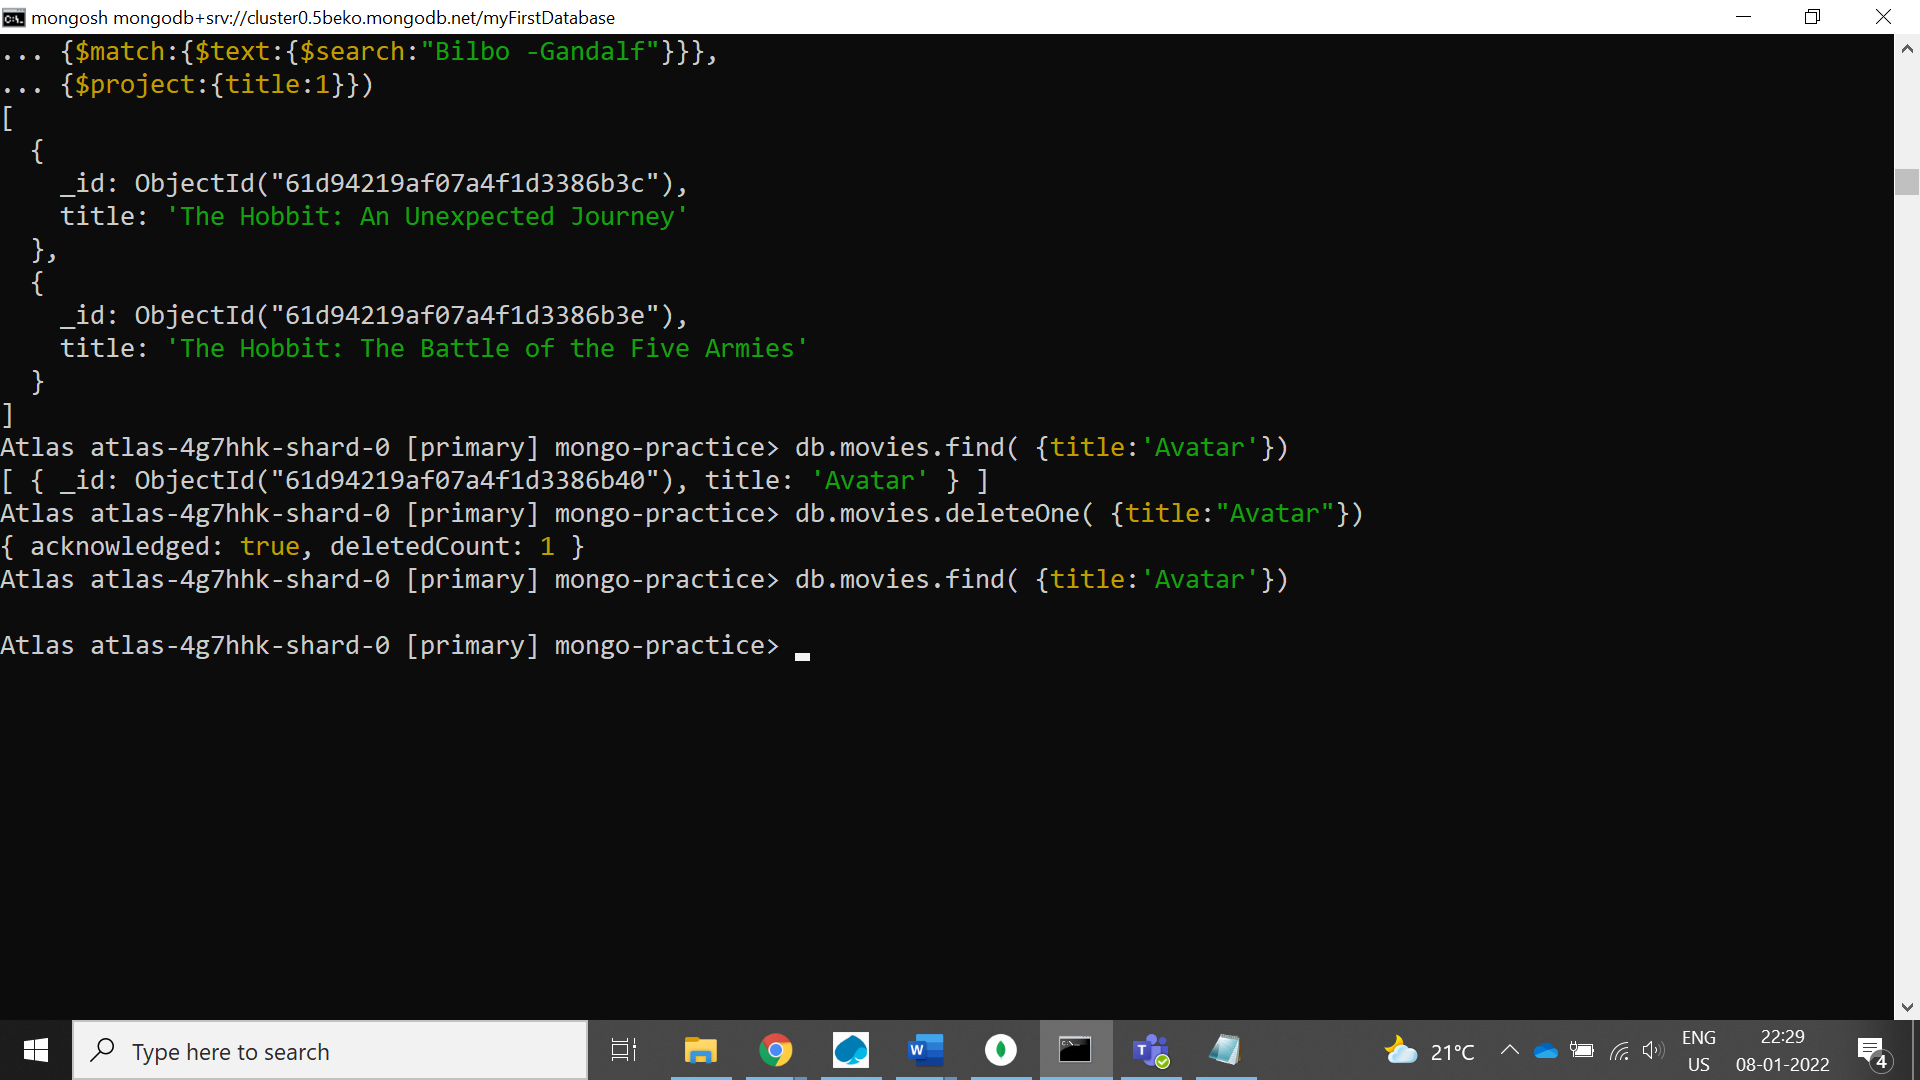 mongosh mongodb+srv://cluster0.5beko.mongodb.net/myFirstDatabase
... {$match:{$text:{$search:"Bilbo -Gandalf"}}},
... {$project:{title:1}})
[
  {
    _id: ObjectId("61d94219af07a4f1d3386b3c"),
    title: 'The Hobbit: An Unexpected Journey'
  },
  {
    _id: ObjectId("61d94219af07a4f1d3386b3e"),
    title: 'The Hobbit: The Battle of the Five Armies'
  }
]
Atlas atlas-4g7hhk-shard-0 [primary] mongo-practice> db.movies.find( {title:'Avatar'})
[ { _id: ObjectId("61d94219af07a4f1d3386b40"), title: 'Avatar' } ]
Atlas atlas-4g7hhk-shard-0 [primary] mongo-practice> db.movies.deleteOne( {title:"Avatar"})
{ acknowledged: true, deletedCount: 1 }
Atlas atlas-4g7hhk-shard-0 [primary] mongo-practice> db.movies.find( {title:'Avatar'})
Atlas atlas-4g7hhk-shard-0 [primary] mongo-practice>
Type here to search
21°C
ENG
US
22:29
08-01-2022
4